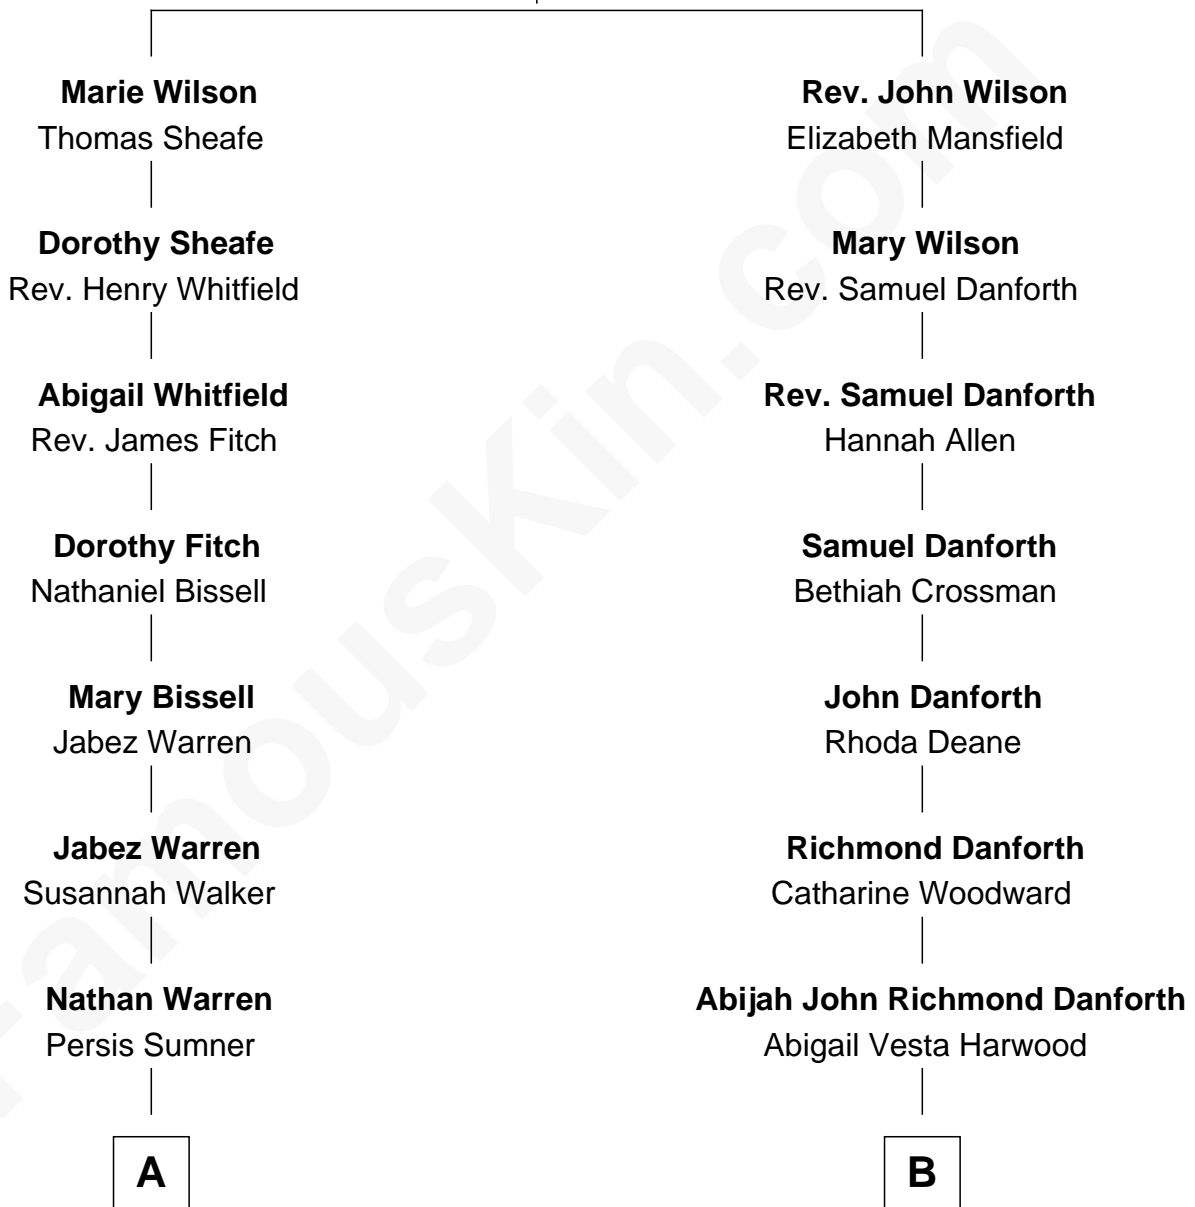 Marie Wilson
Thomas Sheafe
Dorothy Sheafe
Rev. Henry Whitfield
Abigail Whitfield
Rev. James Fitch
Dorothy Fitch
Nathaniel Bissell
Mary Bissell
Jabez Warren
Jabez Warren
Susannah Walker
Nathan Warren
Persis Sumner
A
Rev. John Wilson
Elizabeth Mansfield
Mary Wilson
Rev. Samuel Danforth
Rev. Samuel Danforth
Hannah Allen
Samuel Danforth
Bethiah Crossman
John Danforth
Rhoda Deane
Richmond Danforth
Catharine Woodward
Abijah John Richmond Danforth
Abigail Vesta Harwood
B
FamousKin.com